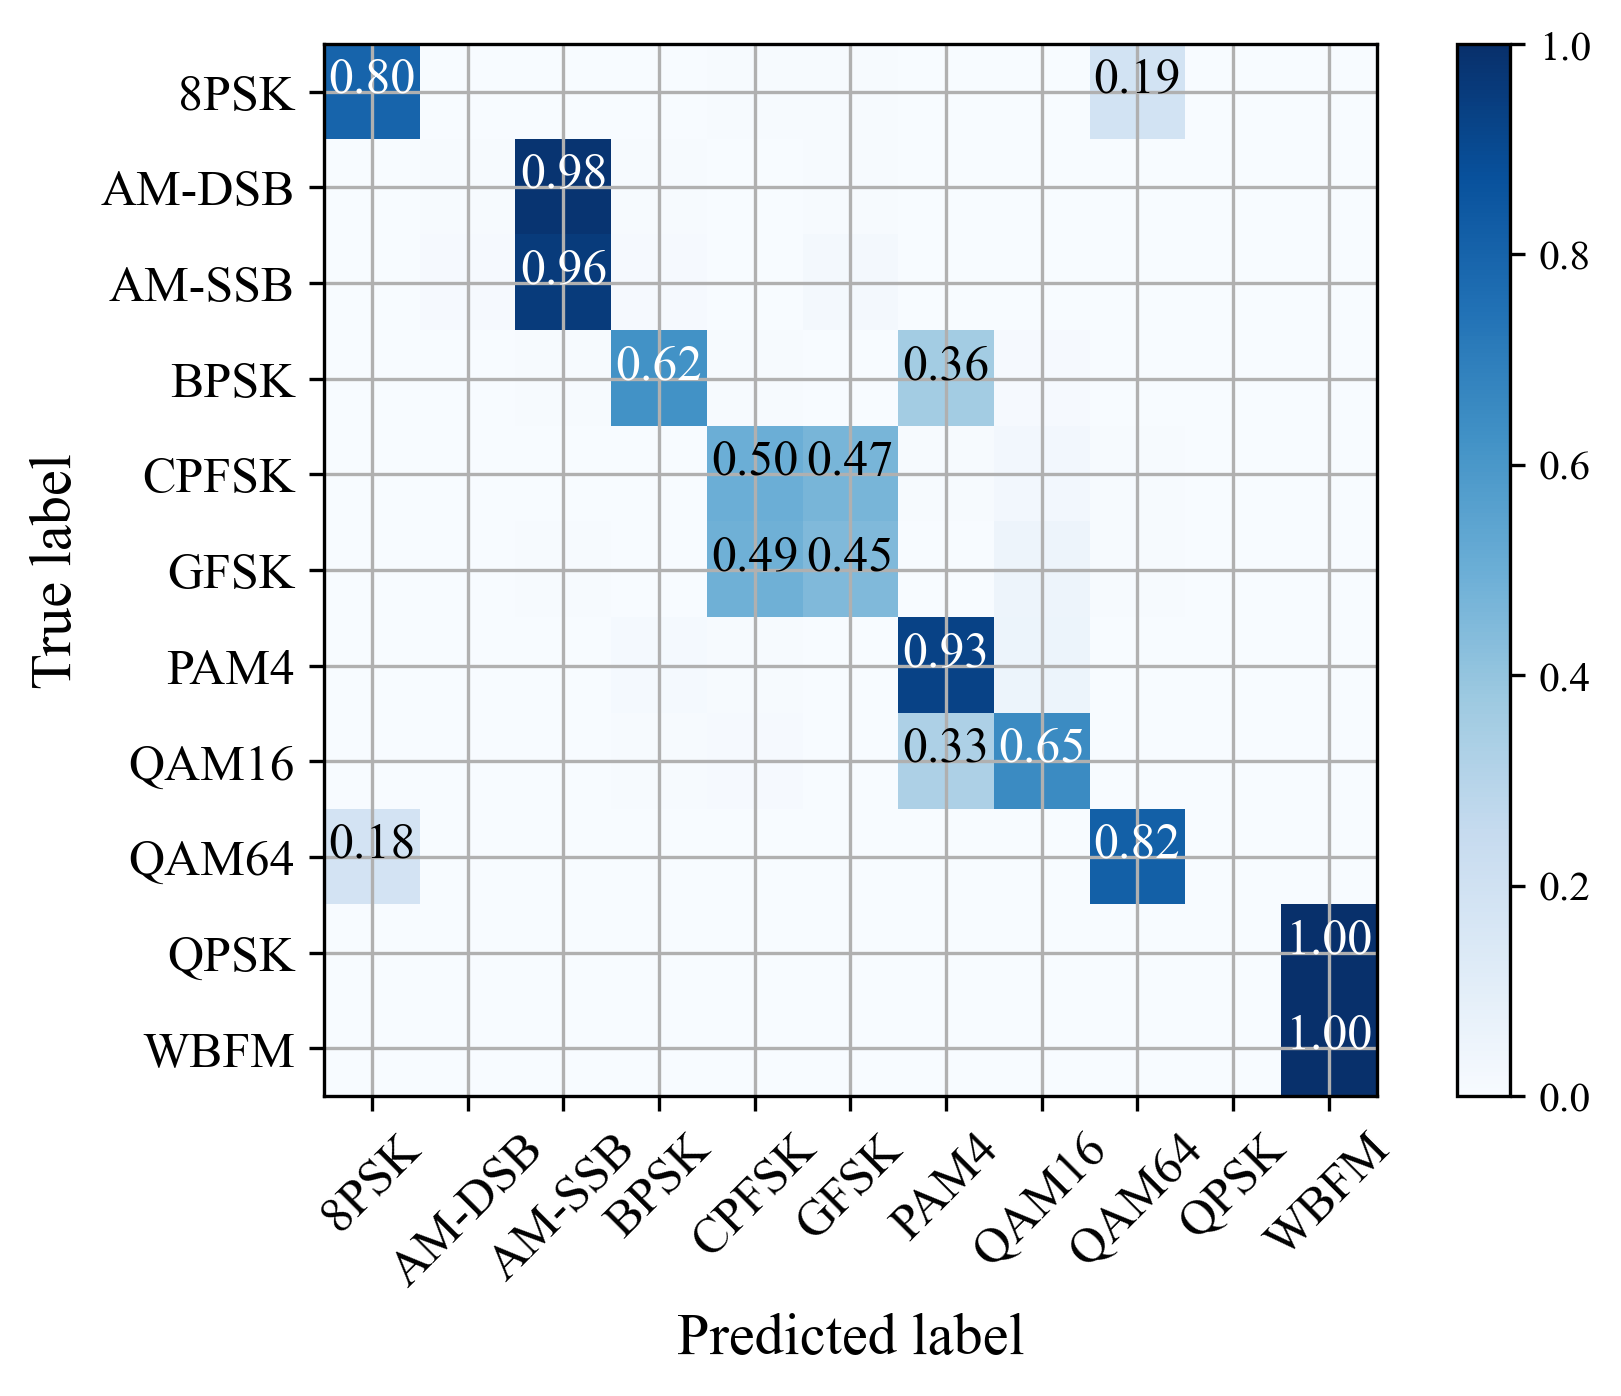 8PSK 0.80 0.19
AM-DSB 0.98
AM-SSB 0.96
BPSK 0.62 0.36
CPFSK 0.50 0.47
GFSK 0.49 0.45
PAM4 0.93
QAM16 0.33 0.65
QAM64 0.18 0.82
QPSK 1.00
WBFM 1.00
True label
8PSK AM-DSB AM-SSB BPSK CPFSK GFSK PAM4 QAM16 QAM64 QPSK WBFM
Predicted label
1.0
0.8
0.6
0.4
0.2
0.0